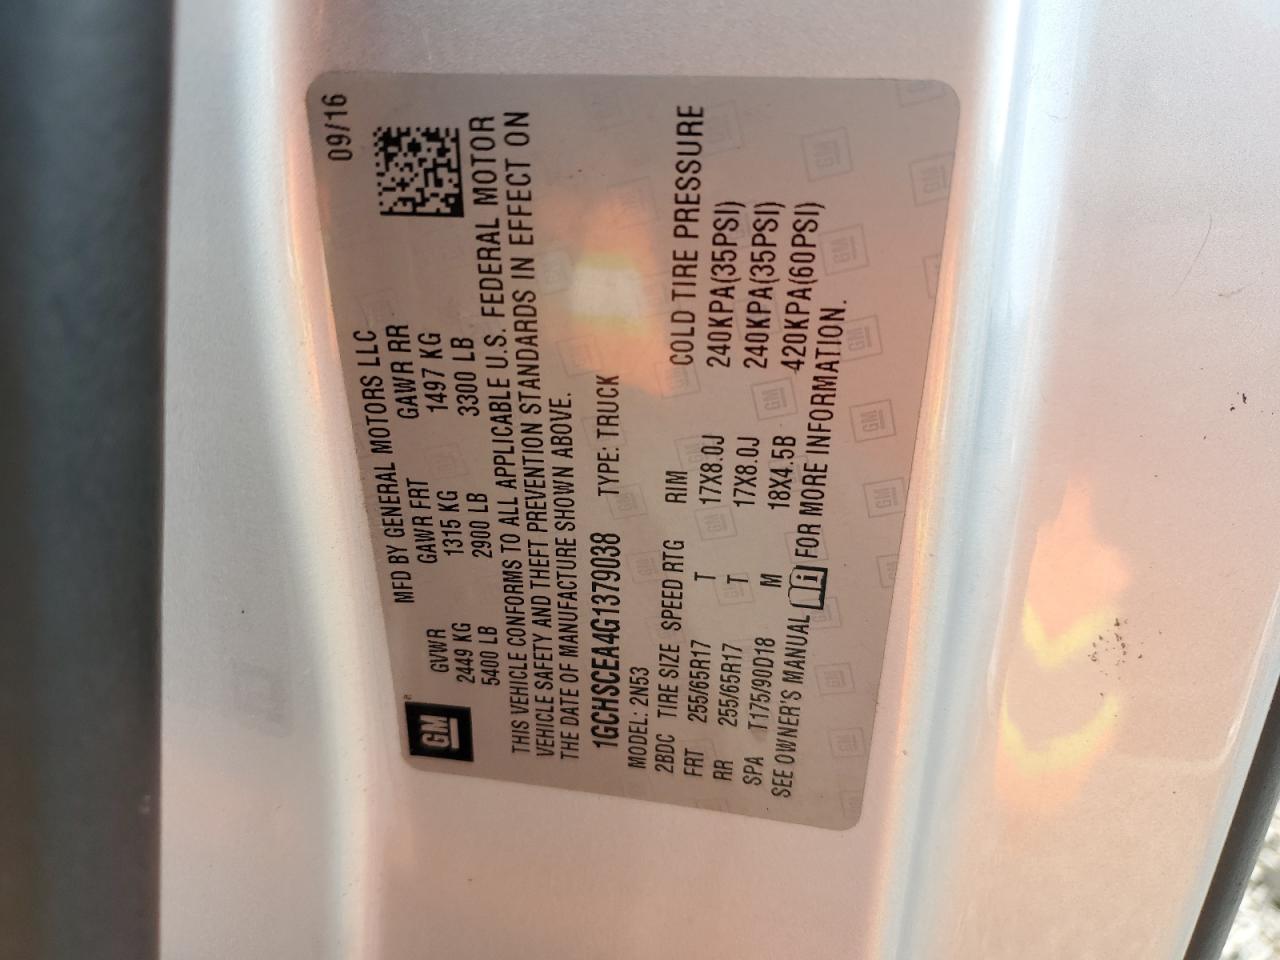 09/16
MFD BY GENERAL MOTORS LLC
GM
GVWR GAWR FRT GAWR RR
2449 KG 1315 KG 1497 KG
5400 LB 2900 LB 3300 LB
THIS VEHICLE CONFORMS TO ALL APPLICABLE U.S. FEDERAL MOTOR
VEHICLE SAFETY AND THEFT PREVENTION STANDARDS IN EFFECT ON
THE DATE OF MANUFACTURE SHOWN ABOVE.
1GCHSCEA4G1379038 TYPE: TRUCK
MODEL: 2N53
2BDC TIRE SIZE SPEED RTG RIM COLD TIRE PRESSURE
FRT 255/65R17 T 17X8.0J 240KPA(35PSI)
RR 255/65R17 T 17X8.0J 240KPA(35PSI)
SPA T175/90D18 M 18X4.5B 420KPA(60PSI)
SEE OWNER'S MANUAL i FOR MORE INFORMATION.